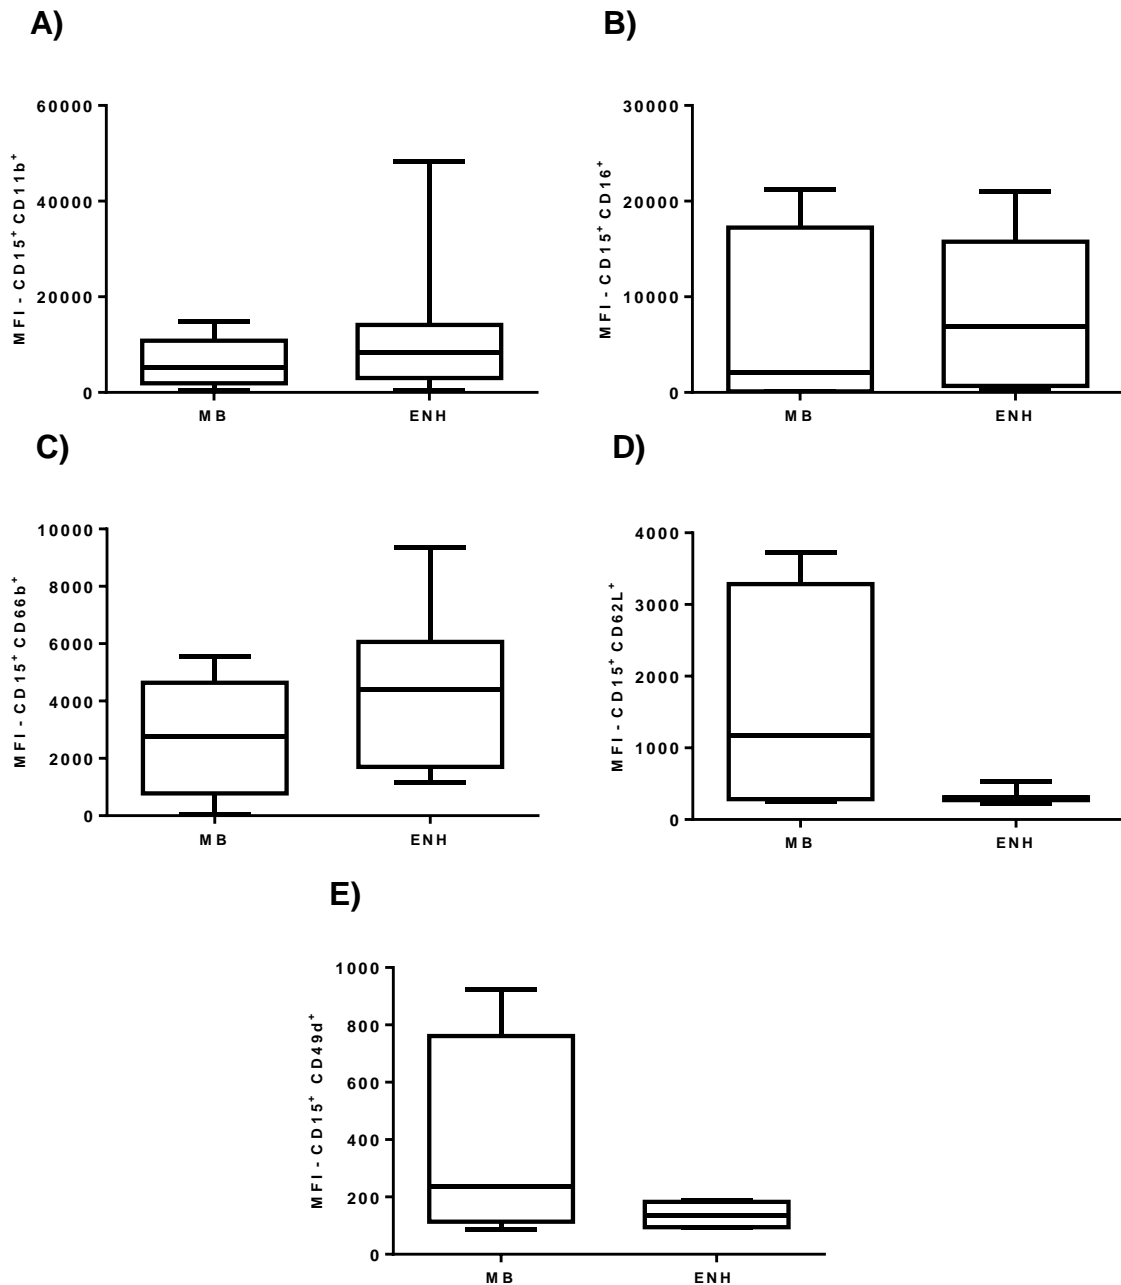 A)
B)
60000
40000
20000
0
MFI - CD15⁺ CD11b⁺
MB
ENH
30000
20000
10000
0
MFI - CD15⁺ CD16⁺
MB
ENH
C)
D)
10000
8000
6000
4000
2000
0
MFI - CD15⁺ CD66b⁺
MB
ENH
4000
3000
2000
1000
0
MFI - CD15⁺ CD62L⁺
MB
ENH
E)
1000
800
600
400
200
0
MFI - CD15⁺ CD49d⁺
MB
ENH